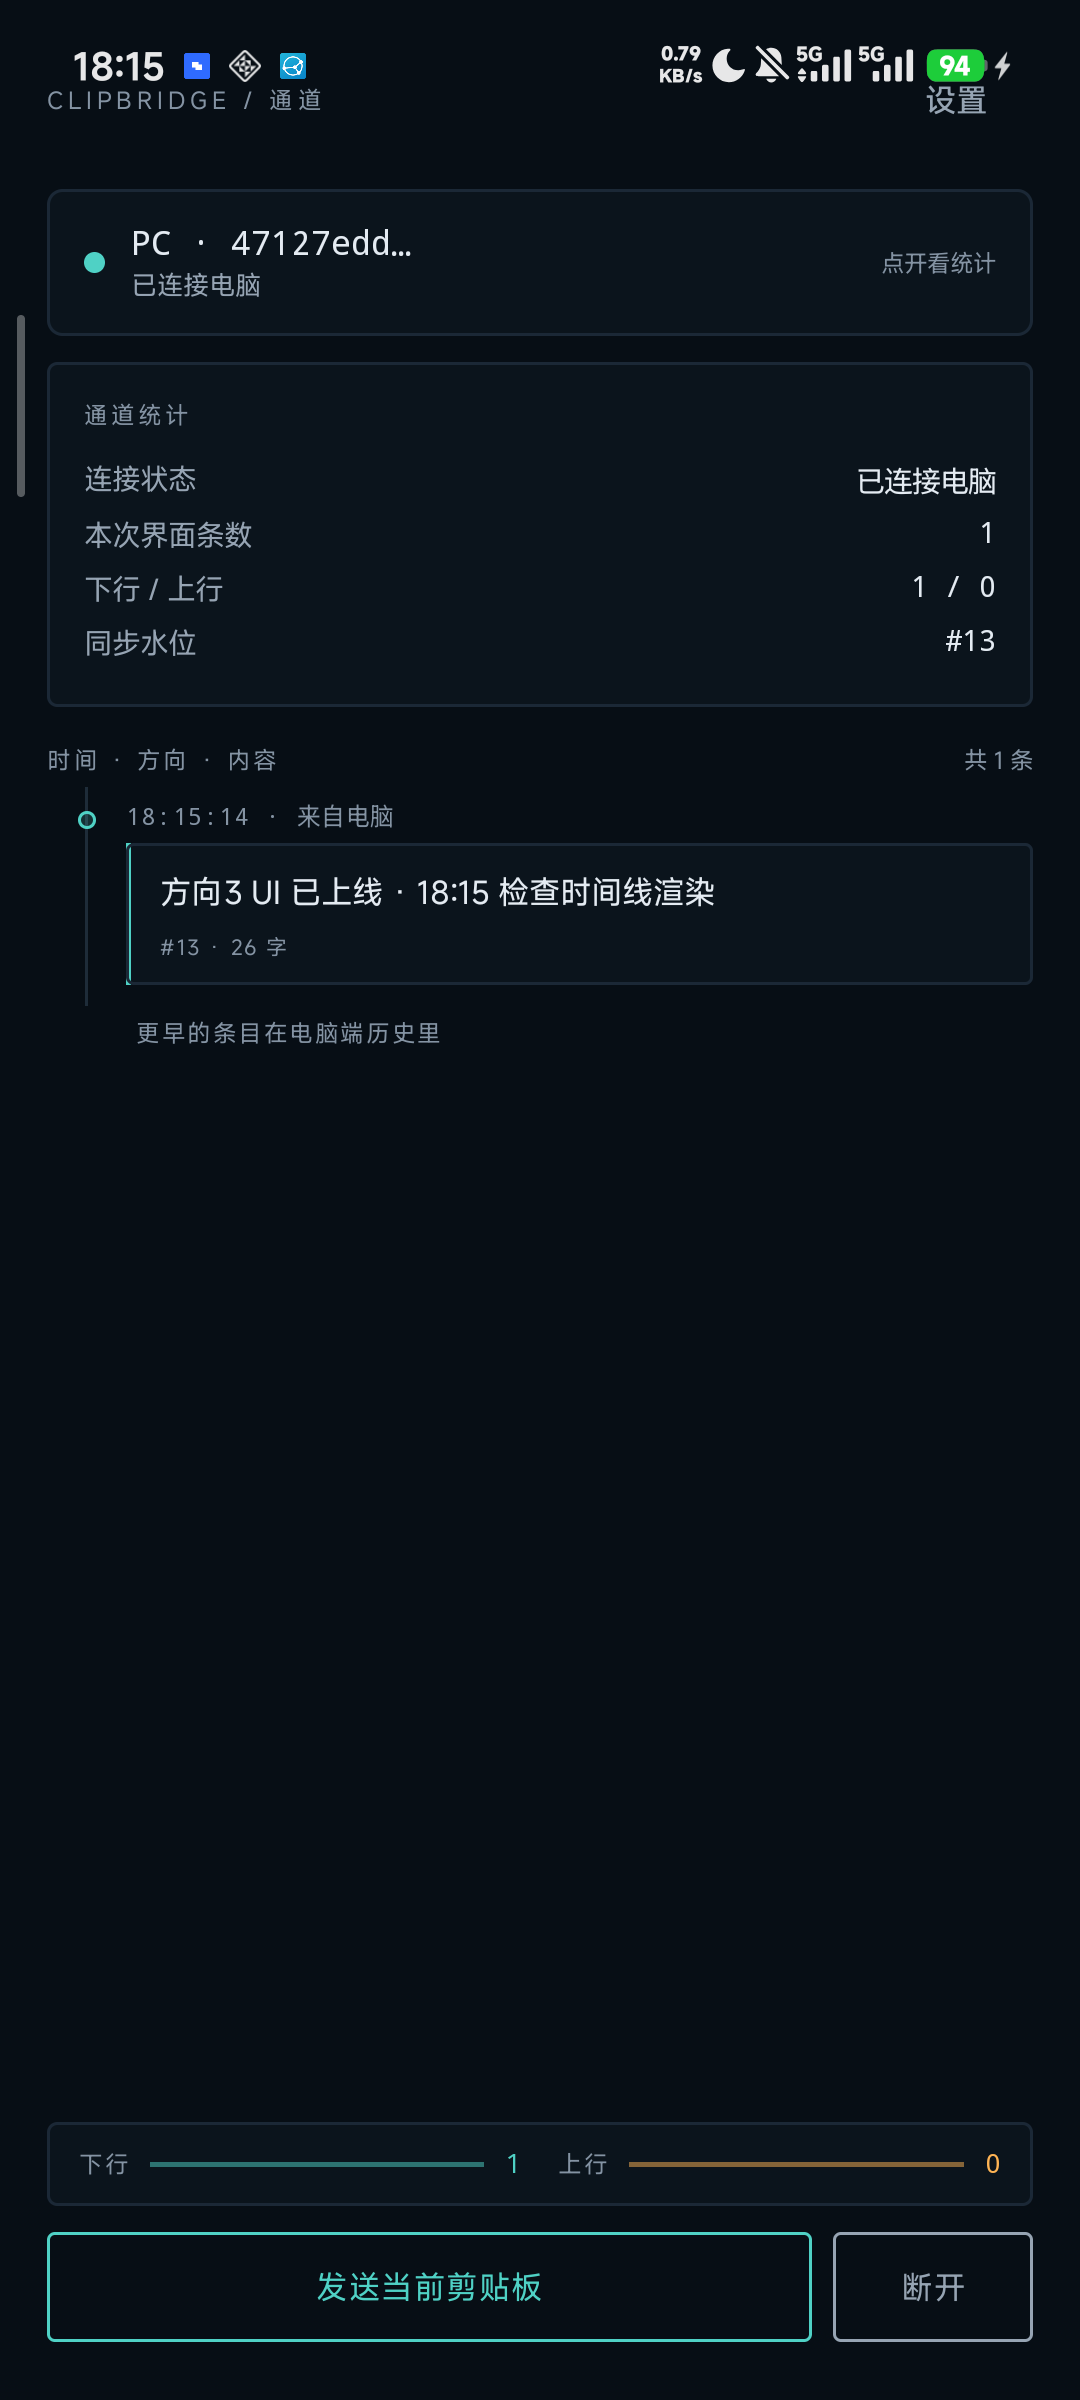 18:15 0.79 KB/s 5G 5G 94
CLIPBRIDGE / 通道 设置
PC · 47127edd…
已连接电脑
点开看统计
通道统计
连接状态 已连接电脑
本次界面条数 1
下行 / 上行 1 / 0
同步水位 #13
时间 · 方向 · 内容 共1条
18:15:14 · 来自电脑
方向3 UI 已上线 · 18:15 检查时间线渲染
#13 · 26 字
更早的条目在电脑端历史里
下行 1 上行 0
发送当前剪贴板 断开